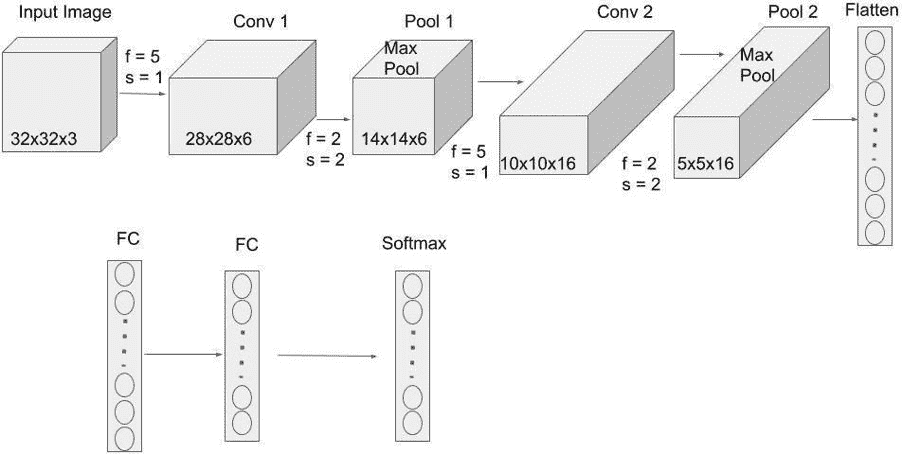 Input Image
Conv 1
Pool 1
Conv 2
Pool 2
Flatten
f = 5
s = 1
Max
Pool
Max
Pool
32x32x3
28x28x6
f = 2
s = 2
14x14x6
f = 5
s = 1
10x10x16
f = 2
s = 2
5x5x16
FC
FC
Softmax